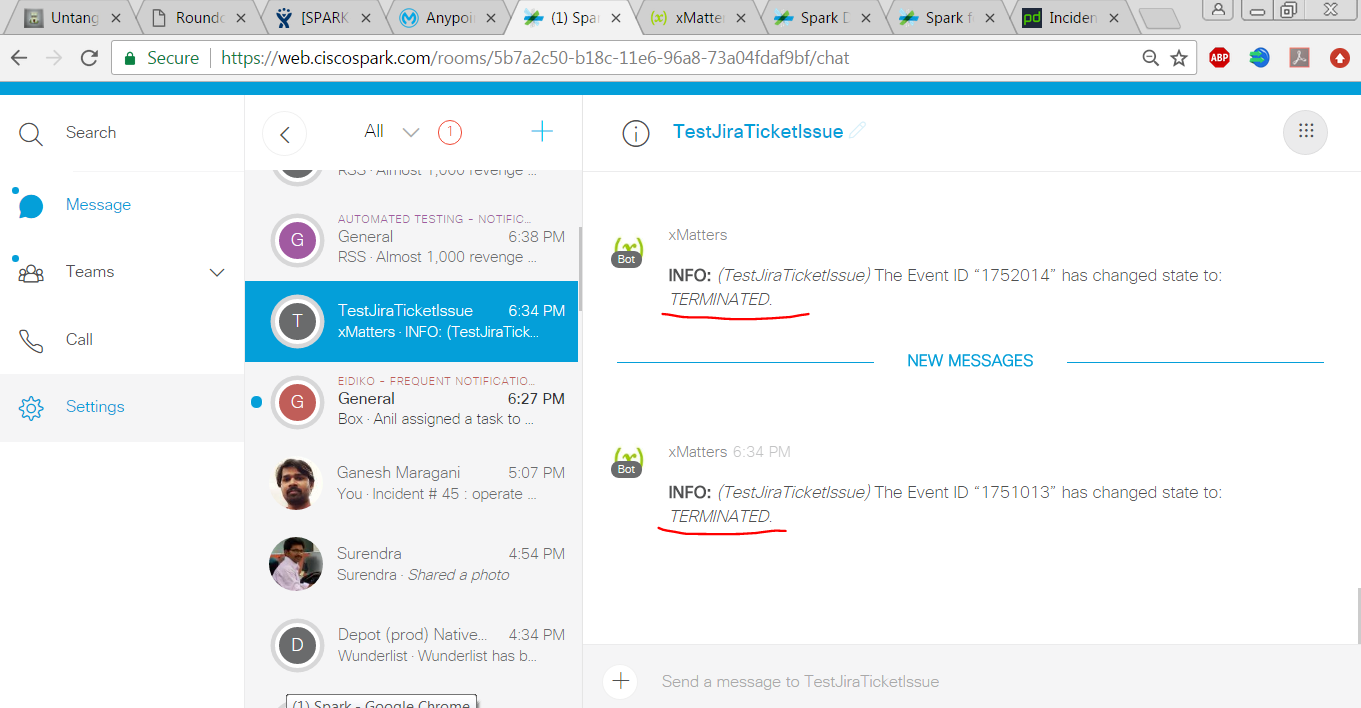 Untang
Roundc
[SPARK
Anypoin
(1) Spar
xMatter
Spark D
Spark fo
pd
Inciden
Secure
https://web.ciscospark.com/rooms/5b7a2c50-b18c-11e6-96a8-73a04fdaf9bf/chat
ABP
Search
Message
Teams
Call
Settings
All
1
RSS · Almost 1,000 revenge ...
AUTOMATED TESTING - NOTIFIC...
G
General
6:38 PM
RSS · Almost 1,000 revenge ...
T
TestJiraTicketIssue
6:34 PM
xMatters · INFO: (TestJiraTick...
EIDIKO - FREQUENT NOTIFICATIO...
G
General
6:27 PM
Box · Anil assigned a task to ...
Ganesh Maragani
5:07 PM
You · Incident # 45 : operate ...
Surendra
4:54 PM
Surendra · Shared a photo
D
Depot (prod) Native...
4:34 PM
Wunderlist · Wunderlist has b...
(1) Spark - Google Chrome
TestJiraTicketIssue
xMatters
(x)
Bot
INFO: (TestJiraTicketIssue) The Event ID “1752014” has changed state to:
TERMINATED.
NEW MESSAGES
xMatters 6:34 PM
(x)
Bot
INFO: (TestJiraTicketIssue) The Event ID “1751013” has changed state to:
TERMINATED.
Send a message to TestJiraTicketIssue